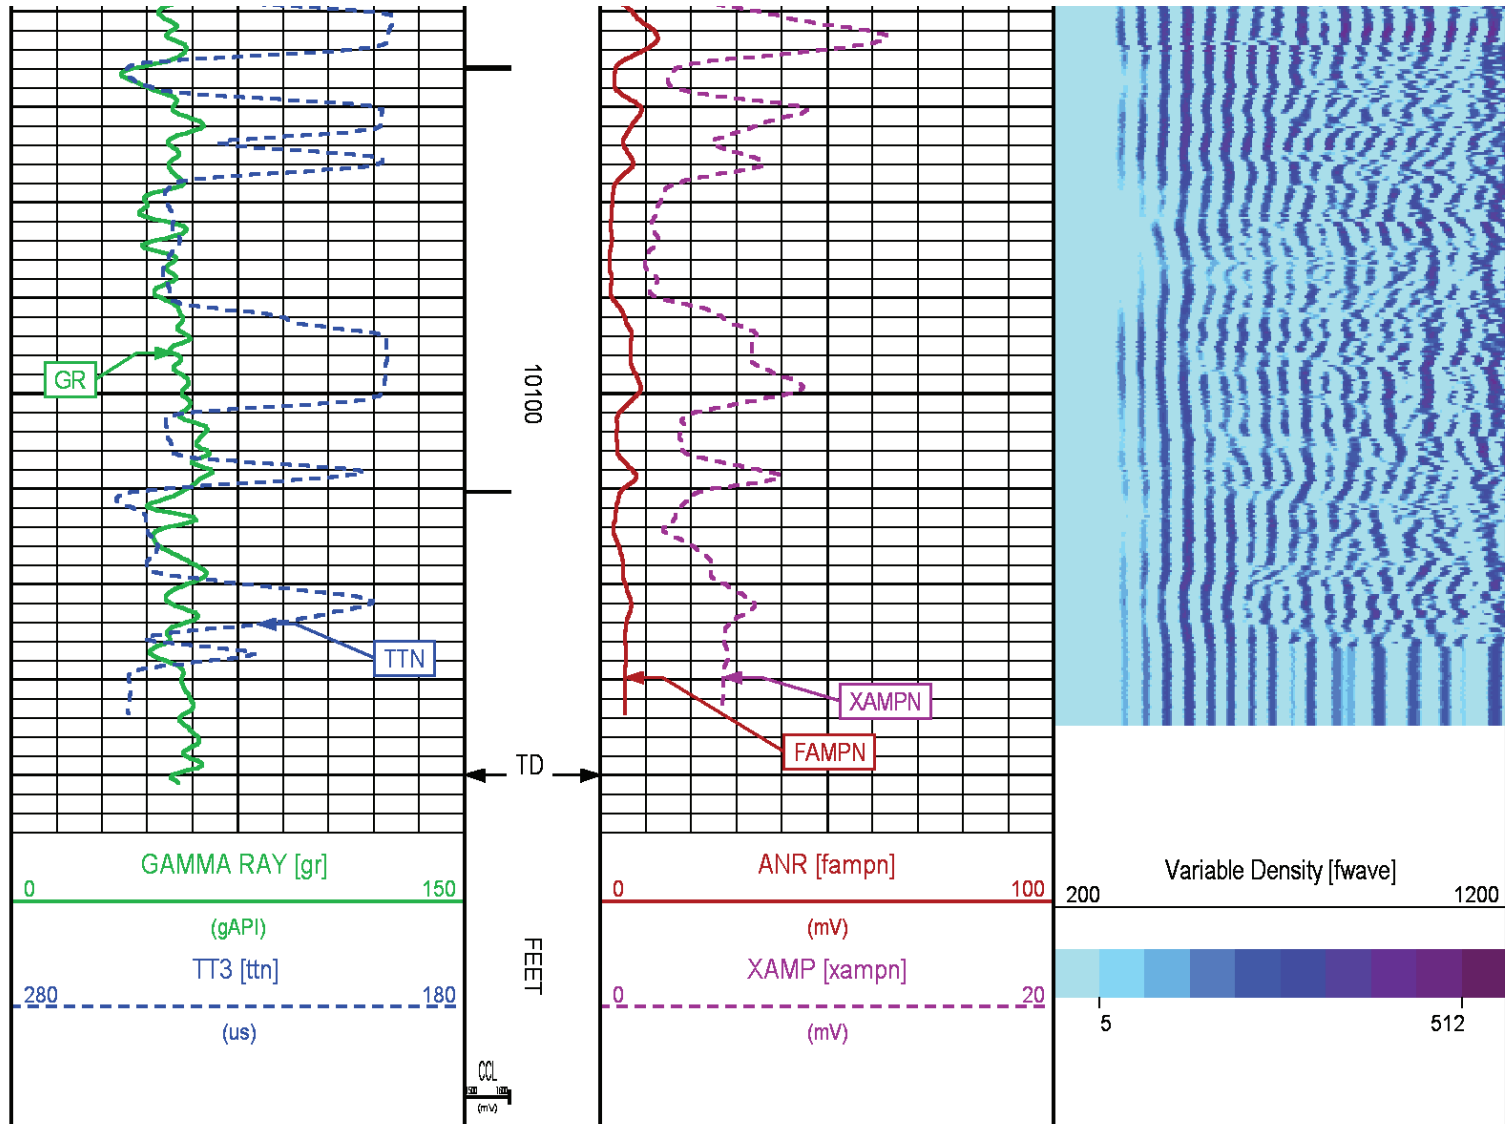 GR
10100
TTN
XAMPN
FAMPN
TD
GAMMA RAY [gr]
0 150
(gAPI)
TT3 [ttn]
280 180
(us)
FEET
CCL
(mV)
ANR [fampn]
0 100
(mV)
XAMP [xampn]
0 20
(mV)
Variable Density [fwave]
200 1200
5 512